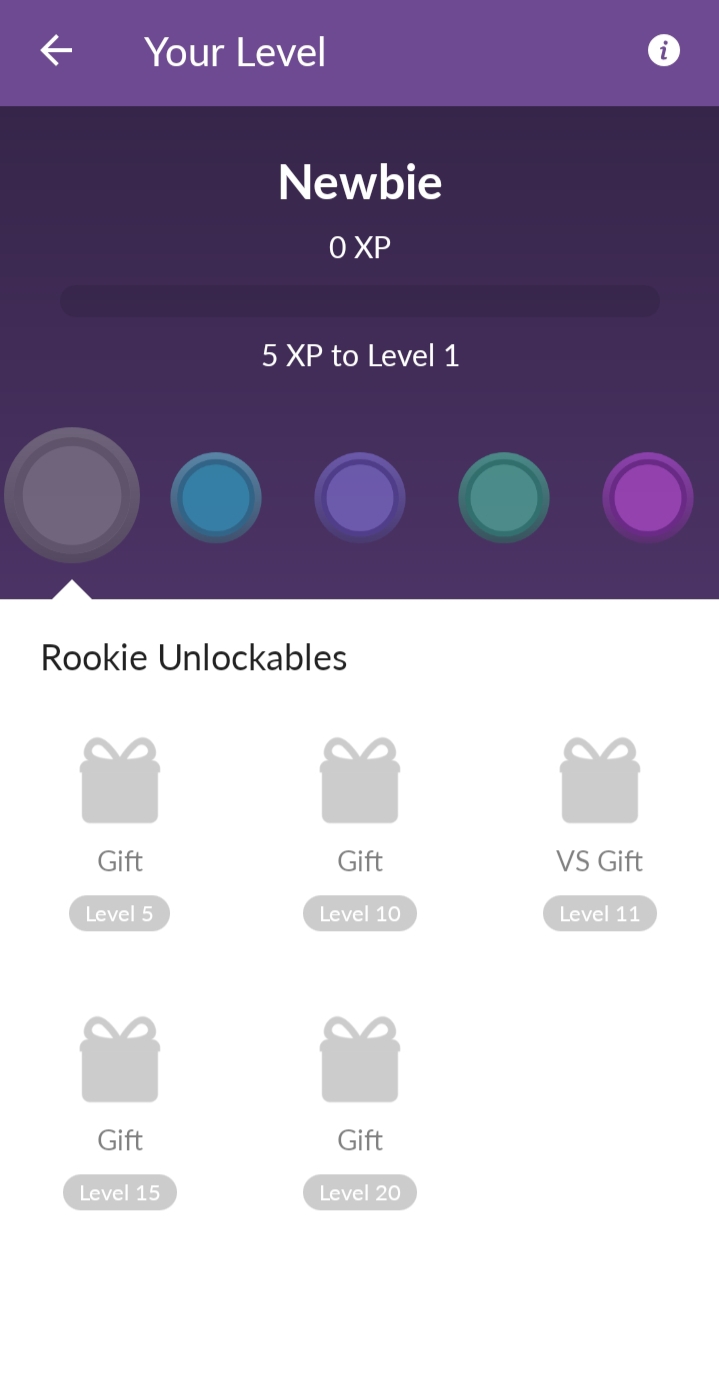 Your Level
i
Newbie
0 XP
5 XP to Level 1
Rookie Unlockables
Gift
Gift
VS Gift
Level 5
Level 10
Level 11
Gift
Gift
Level 15
Level 20